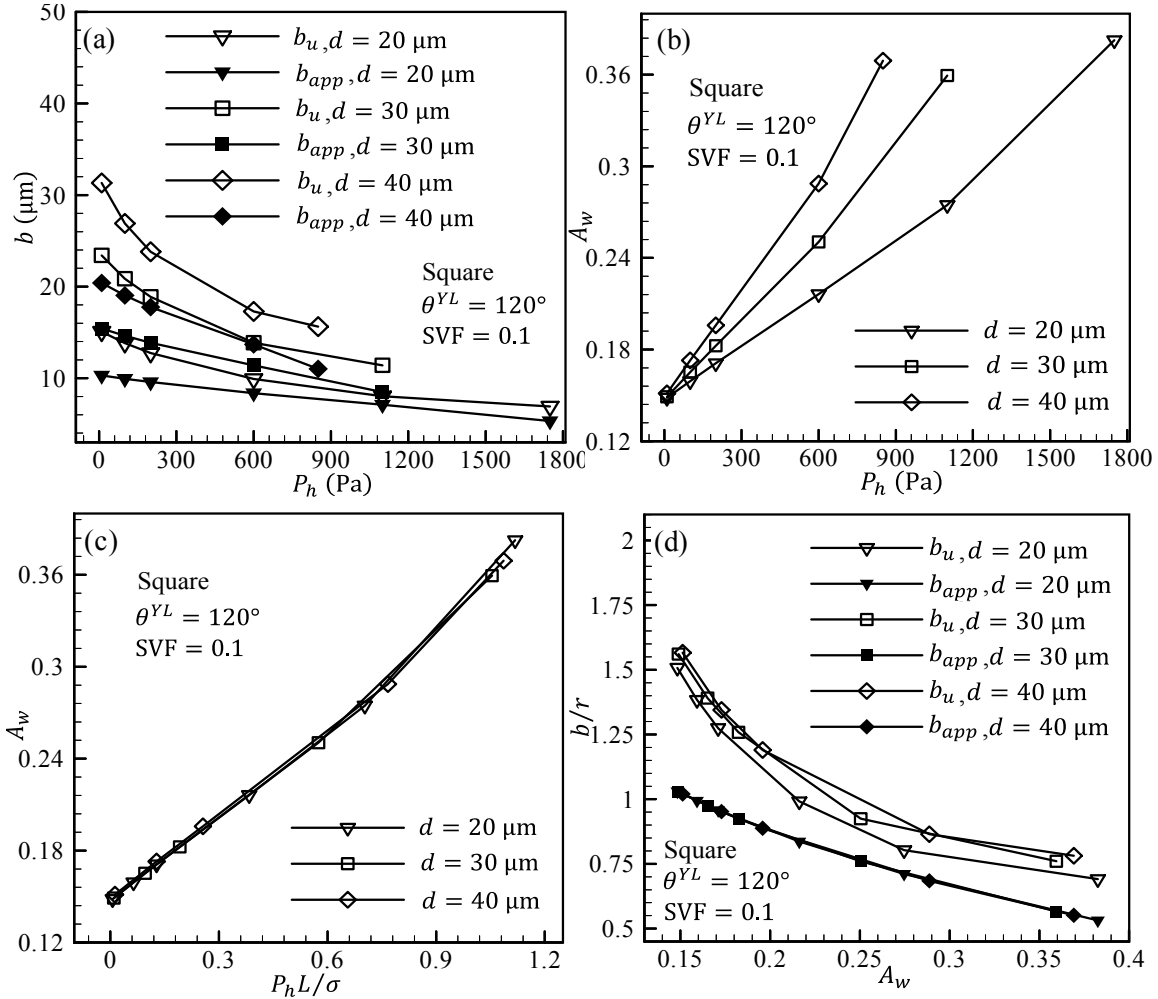 (a)
50
40
30
20
10
b (μm)
b_u, d = 20 μm
b_app, d = 20 μm
b_u, d = 30 μm
b_app, d = 30 μm
b_u, d = 40 μm
b_app, d = 40 μm
Square
θ^YL = 120°
SVF = 0.1
0 300 600 900 1200 1500 1800
P_h (Pa)
(b)
0.36
0.3
0.24
0.18
0.12
A_w
Square
θ^YL = 120°
SVF = 0.1
d = 20 μm
d = 30 μm
d = 40 μm
0 300 600 900 1200 1500 1800
P_h (Pa)
(c)
0.36
0.3
0.24
0.18
0.12
A_w
Square
θ^YL = 120°
SVF = 0.1
d = 20 μm
d = 30 μm
d = 40 μm
0 0.3 0.6 0.9 1.2
P_h L/σ
(d)
2
1.75
1.5
1.25
1
0.75
0.5
b/r
b_u, d = 20 μm
b_app, d = 20 μm
b_u, d = 30 μm
b_app, d = 30 μm
b_u, d = 40 μm
b_app, d = 40 μm
Square
θ^YL = 120°
SVF = 0.1
0.15 0.2 0.25 0.3 0.35 0.4
A_w